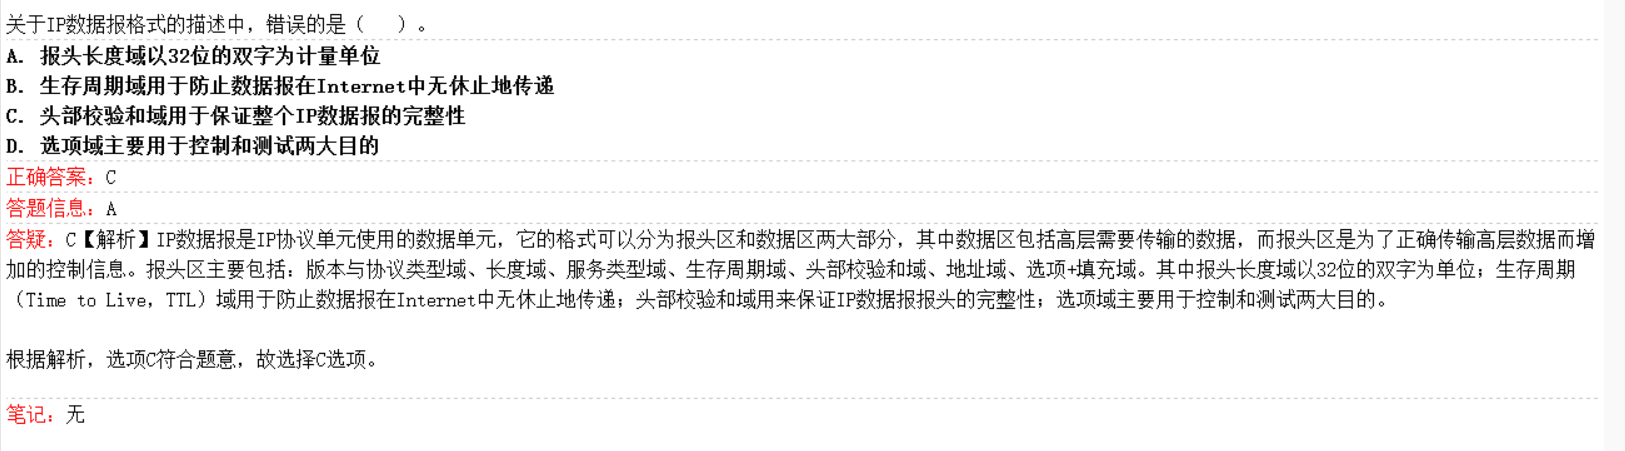 关于IP数据报格式的描述中，错误的是（　　）。
A. 报头长度域以32位的双字为计量单位
B. 生存周期域用于防止数据报在Internet中无休止地传递
C. 头部校验和域用于保证整个IP数据报的完整性
D. 选项域主要用于控制和测试两大目的
正确答案：C
答题信息：A
答疑：C【解析】IP数据报是IP协议单元使用的数据单元，它的格式可以分为报头区和数据区两大部分，其中数据区包括高层需要传输的数据，而报头区是为了正确传输高层数据而增
加的控制信息。报头区主要包括：版本与协议类型域、长度域、服务类型域、生存周期域、头部校验和域、地址域、选项+填充域。其中报头长度域以32位的双字为单位；生存周期
（Time to Live，TTL）域用于防止数据报在Internet中无休止地传递；头部校验和域用来保证IP数据报报头的完整性；选项域主要用于控制和测试两大目的。
根据解析，选项C符合题意，故选择C选项。
笔记：无